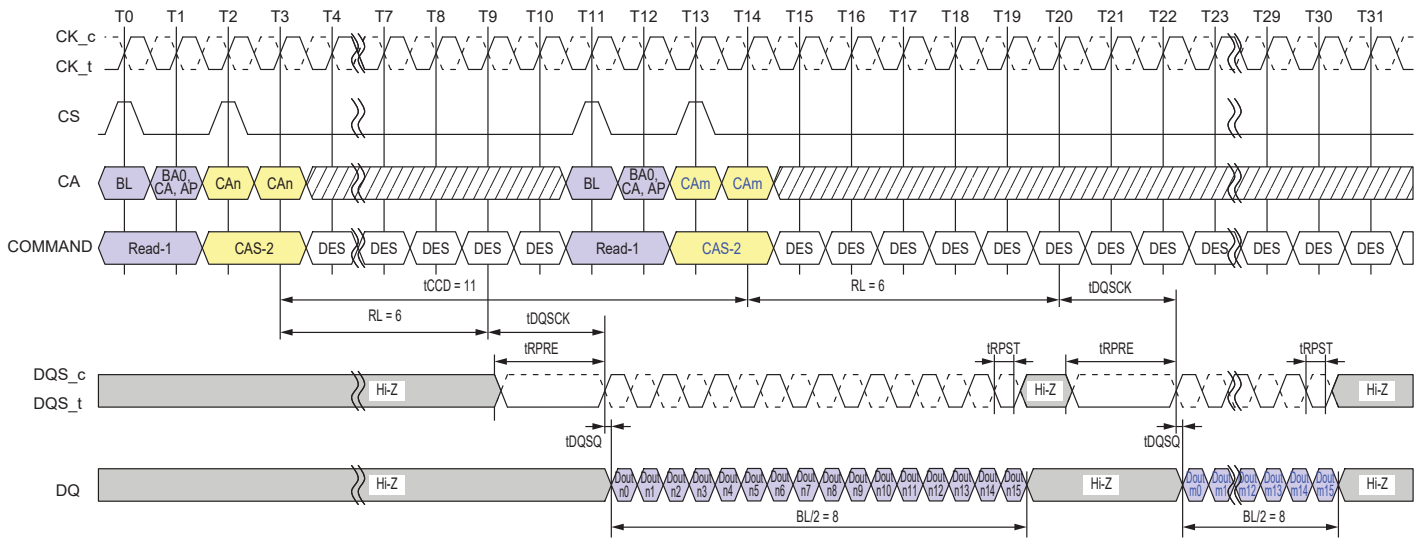 T0 T1 T2 T3 T4 T7 T8 T9 T10 T11 T12 T13 T14 T15 T16 T17 T18 T19 T20 T21 T22 T23 T29 T30 T31
CK_c
CK_t
CS
CA BL BA0, CA, AP CAn CAn BL BA0, CA, AP CAm CAm
COMMAND Read-1 CAS-2 DES DES DES DES DES Read-1 CAS-2 DES DES DES DES DES DES DES DES DES DES DES DES
tCCD = 11 RL = 6 tDQSCK
RL = 6 tDQSCK
tRPRE tRPST tRPRE tRPST
DQS_c
DQS_t
Hi-Z Hi-Z Hi-Z
tDQSQ tDQSQ
DQ Hi-Z Dout n0 Dout n1 Dout n2 Dout n3 Dout n4 Dout n5 Dout n6 Dout n7 Dout n8 Dout n9 Dout n10 Dout n11 Dout n12 Dout n13 Dout n14 Dout n15 Hi-Z Dout m0 Dout m1 Dout m12 Dout m13 Dout m14 Dout m15 Hi-Z
BL/2 = 8 BL/2 = 8